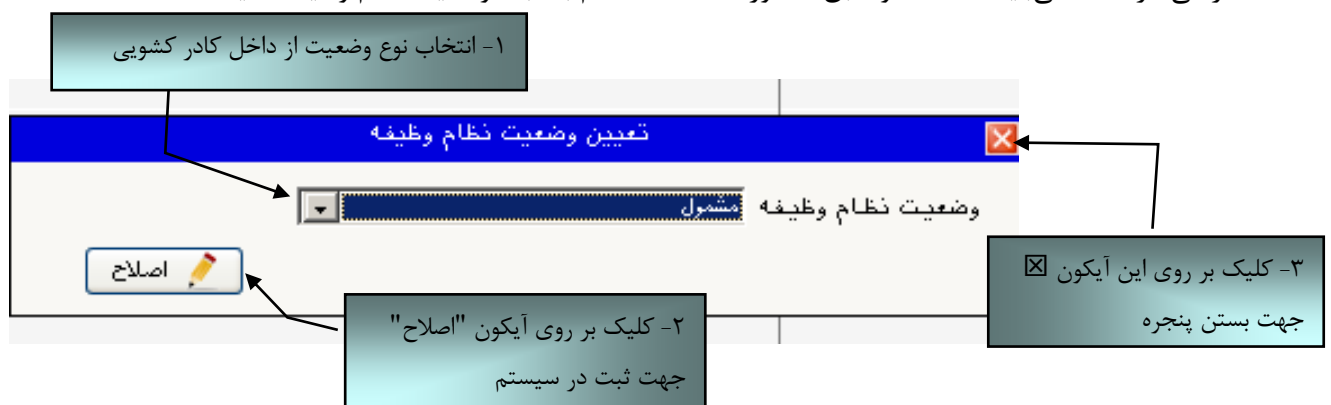 ۱- انتخاب نوع وضعیت از داخل کادر کشویی
تعیین وضعیت نظام وظیفه
وضعیت نظام وظیفه مشمول
اصلاح
۳- کلیک بر روی این آیکون ☒
جهت بستن پنجره
۲- کلیک بر روی آیکون "اصلاح"
جهت ثبت در سیستم